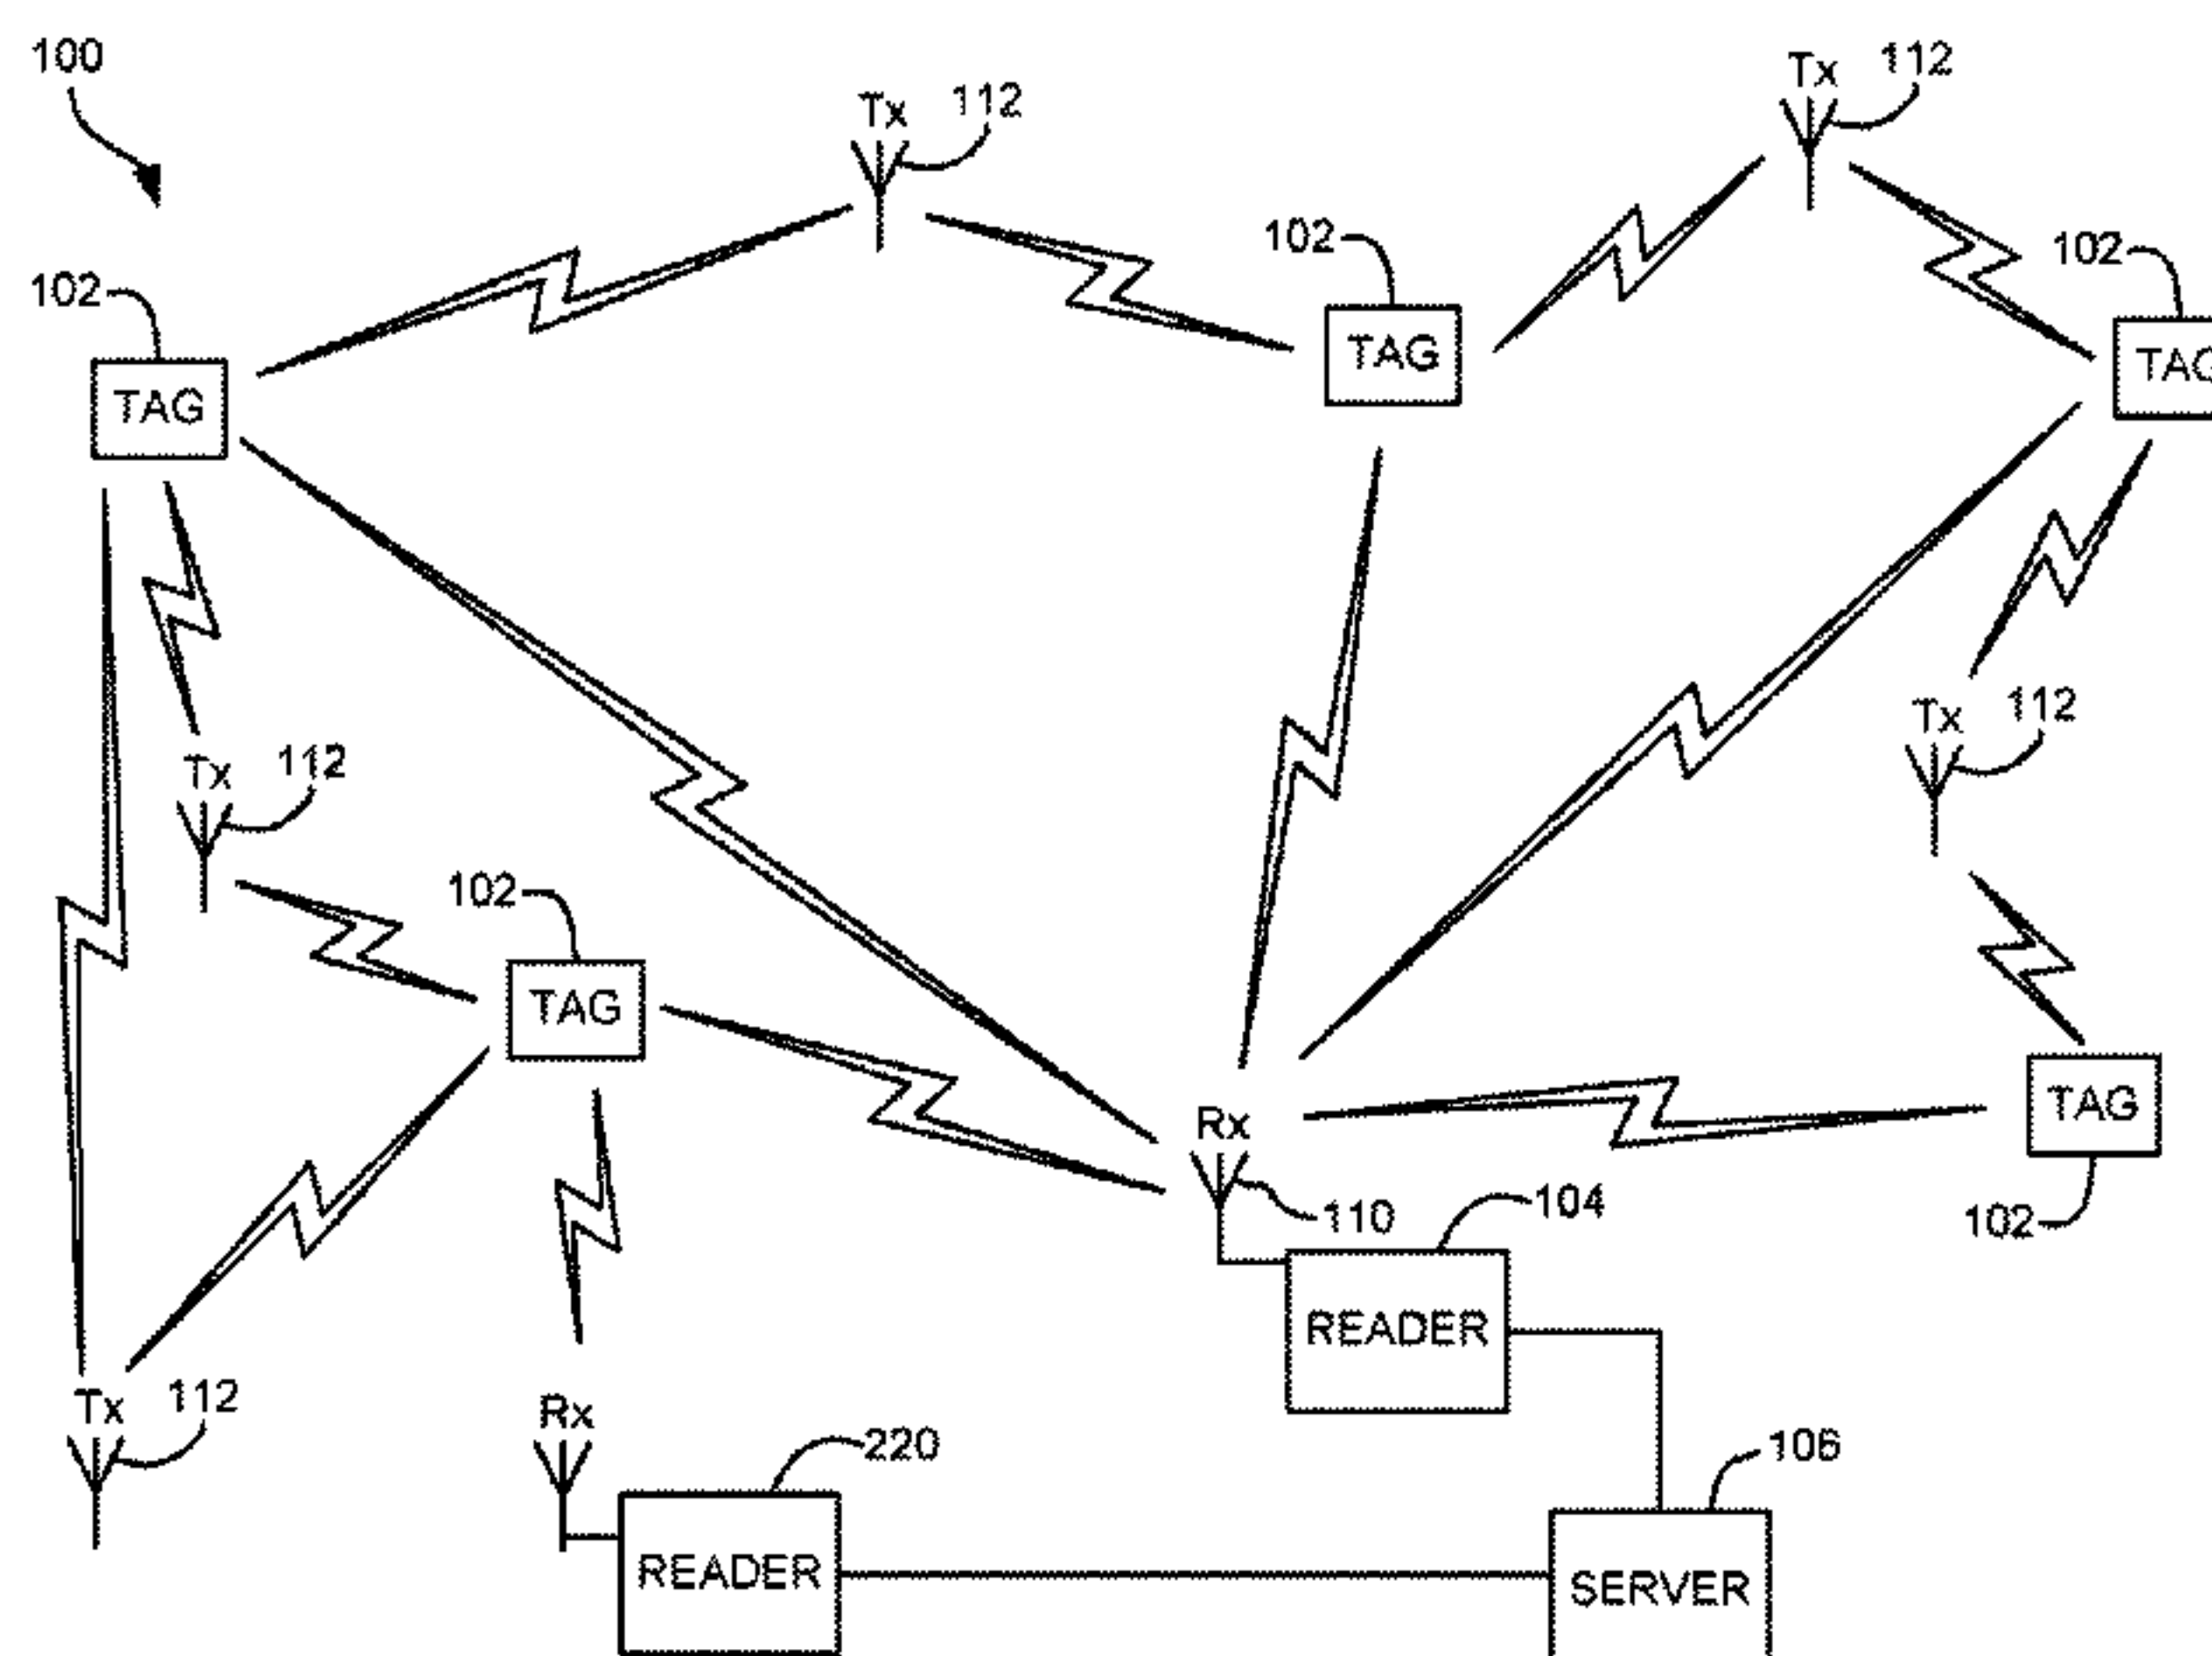 100
Tx 112
Tx 112
102
102
102
TAG
TAG
TAG
Tx 112
Tx 112
102
TAG
Rx
110
104
TAG
102
READER
Tx 112
Rx
220
106
READER
SERVER